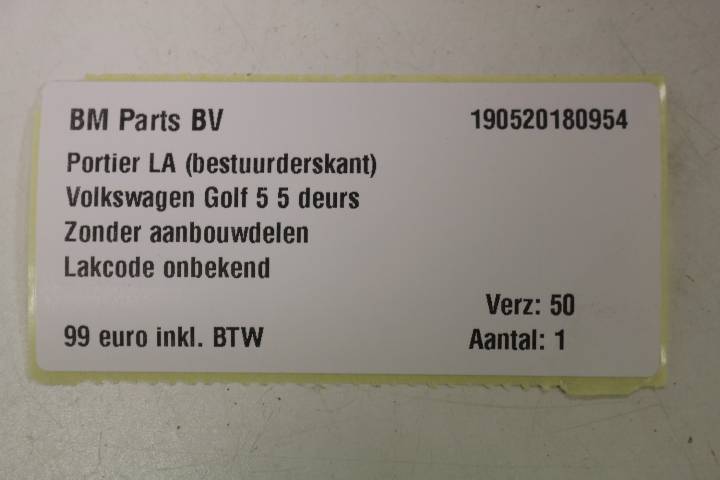 BM Parts BV 190520180954
Portier LA (bestuurderskant)
Volkswagen Golf 5 5 deurs
Zonder aanbouwdelen
Lakcode onbekend
Verz: 50
99 euro inkl. BTW Aantal: 1